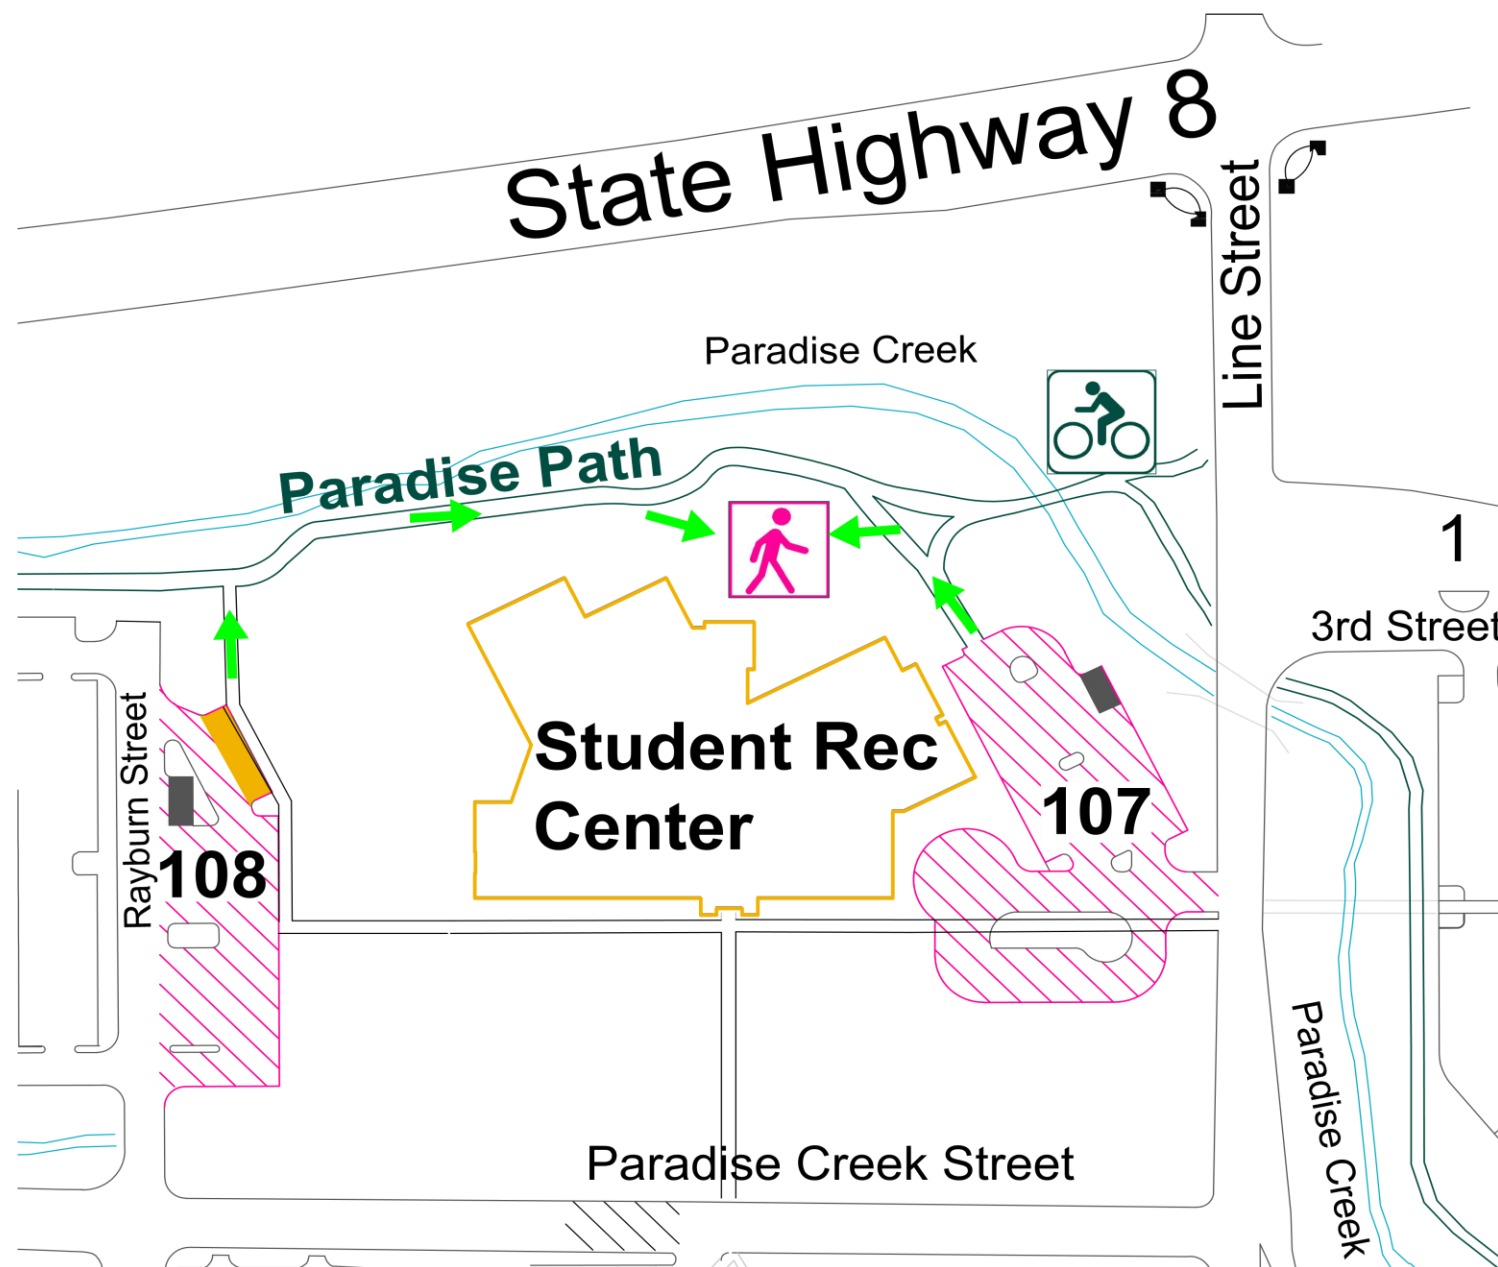 State Highway 8
Line Street
Paradise Creek
Paradise Path
1
3rd Street
Rayburn Street
Student Rec
Center
107
108
Paradise Creek
Paradise Creek Street